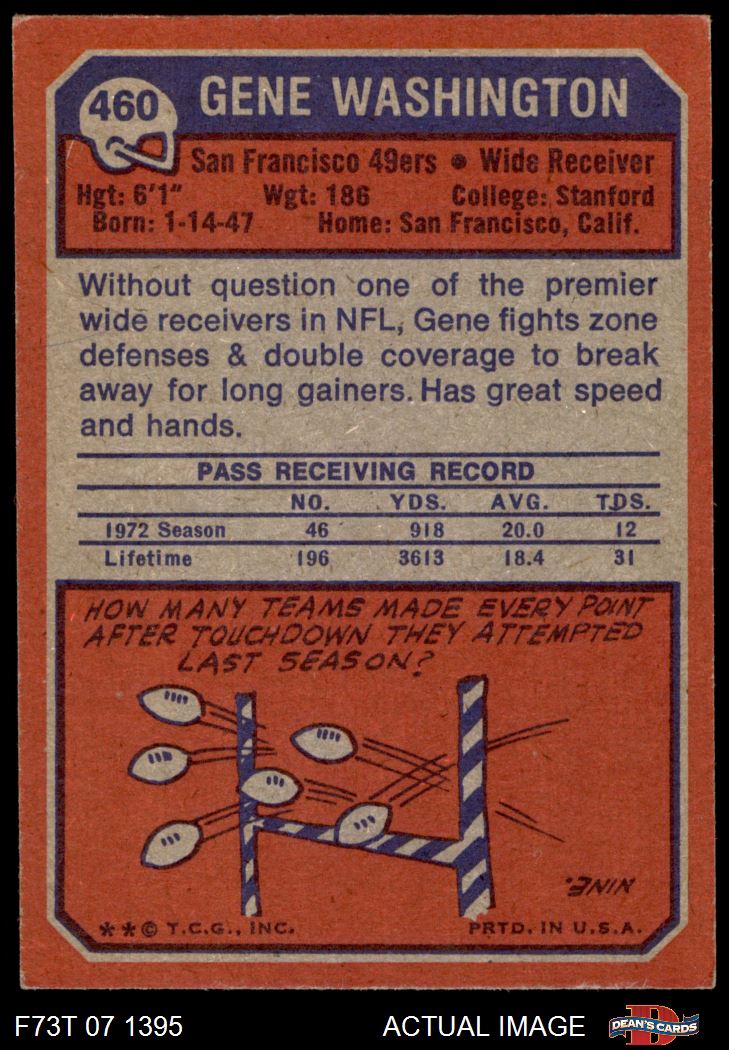 460
GENE WASHINGTON
San Francisco 49ers • Wide Receiver
Hgt: 6'1" Wgt: 186 College: Stanford
Born: 1-14-47 Home: San Francisco, Calif.
Without question one of the premier
wide receivers in NFL, Gene fights zone
defenses & double coverage to break
away for long gainers. Has great speed
and hands.
PASS RECEIVING RECORD
NO. YDS. AVG. TDS.
1972 Season 46 918 20.0 12
Lifetime 196 3613 18.4 31
HOW MANY TEAMS MADE EVERY POINT
AFTER TOUCHDOWN THEY ATTEMPTED
LAST SEASON?
NINE.
**© T.C.G., INC. PRTD. IN U.S.A.
F73T 07 1395 ACTUAL IMAGE DEAN'S CARDS